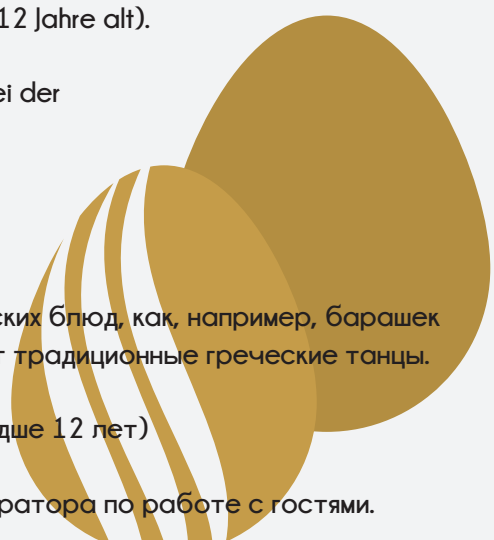 12 Jahre alt).
ei der
ских блюд, как, например, барашек
т традиционные греческие танцы.
дше 12 лет)
ратора по работе с гостями.